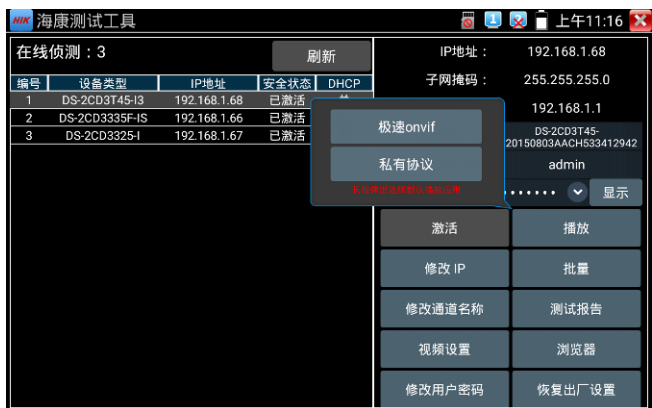 HIK 海康测试工具 上午11:16
在线侦测：3 刷新
编号 设备类型 IP地址 安全状态 DHCP
1 DS-2CD3T45-I3 192.168.1.68 已激活
2 DS-2CD3335F-IS 192.168.1.66 已激活
3 DS-2CD3325-I 192.168.1.67 已激活
极速onvif
私有协议
IP地址： 192.168.1.68
子网掩码： 255.255.255.0
192.168.1.1
DS-2CD3T45-
20150803AACH533412942
admin
•••••• 显示
激活 播放
修改 IP 批量
修改通道名称 测试报告
视频设置 浏览器
修改用户密码 恢复出厂设置